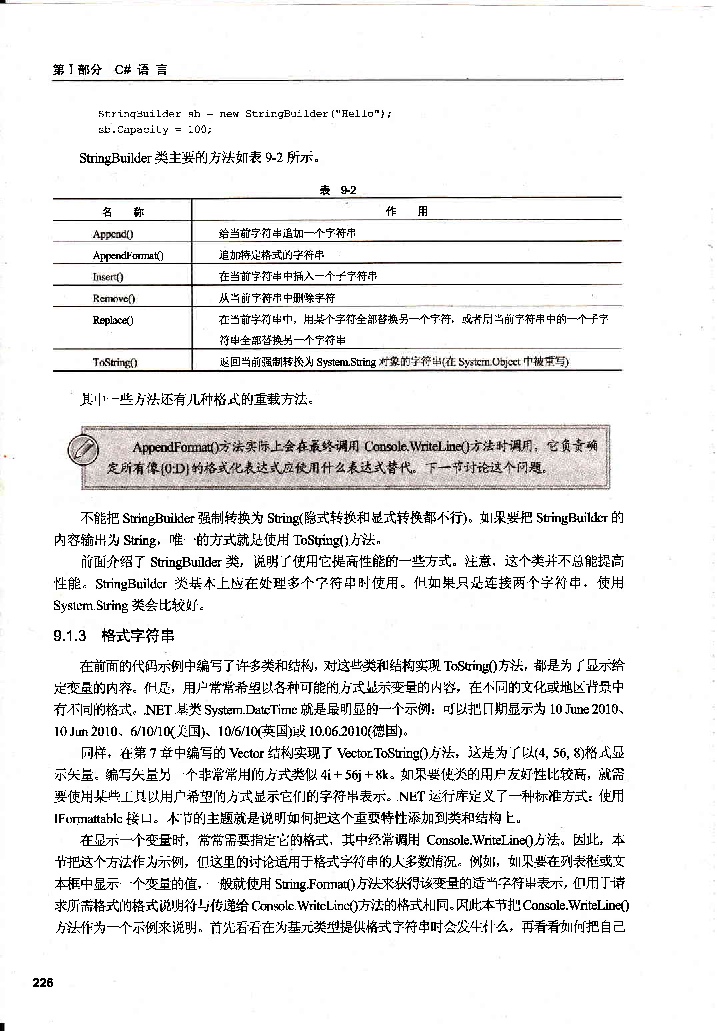 第Ⅰ部分 C# 语 言
StringBuilder sb = new StringBuilder("Hello");
sb.Capacity = 100;
StringBuilder 类主要的方法如表 9-2 所示。
表 9-2
名 称 作 用
Append() 给当前字符串追加一个字符串
AppendFormat() 追加特定格式的字符串
Insert() 在当前字符串中插入一个子字符串
Remove() 从当前字符串中删除字符
Replace() 在当前字符串中，用某个字符全部替换另一个字符，或者用当前字符串中的一个子字
符串全部替换另一个字符串
ToString() 返回当前强制转换为 System.String 对象的字符串(在 System.Object 中被重写)
其中一些方法还有几种格式的重载方法。
AppendFormat()方法实际上会在最终调用 Console.WriteLine()方法时调用，它负责确
定所有像{0:D}的格式化表达式应使用什么表达式替代。下一节讨论这个问题。
不能把 StringBuilder 强制转换为 String(隐式转换和显式转换都不行)。如果要把 StringBuilder 的
内容输出为 String，唯一的方式就是使用 ToString()方法。
前面介绍了 StringBuilder 类，说明了使用它提高性能的一些方式。注意，这个类并不总能提高
性能。StringBuilder 类基本上应在处理多个字符串时使用。但如果只是连接两个字符串，使用
System.String 类会比较好。
9.1.3 格式字符串
在前面的代码示例中编写了许多类和结构，对这些类和结构实现 ToString()方法，都是为了显示给
定变量的内容。但是，用户常常希望以各种可能的方式显示变量的内容，在不同的文化或地区背景中
有不同的格式。.NET 基类 System.DateTime 就是最明显的一个示例：可以把日期显示为 10 June 2010、
10 Jun 2010、6/10/10(美国)、10/6/10(英国)或 10.06.2010(德国)。
同样，在第 7 章中编写的 Vector 结构实现了 Vector.ToString()方法，这是为了以(4, 56, 8)格式显
示矢量。编写矢量另一个非常常用的方式类似 4i + 56j + 8k。如果要使类的用户友好性比较高，就需
要使用某些工具以用户希望的方式显示它们的字符串表示。.NET 运行库定义了一种标准方式：使用
IFormattable 接口。本节的主题就是说明如何把这个重要特性添加到类和结构上。
在显示一个变量时，常常需要指定它的格式，其中经常调用 Console.WriteLine()方法。因此，本
节把这个方法作为示例，但这里的讨论适用于格式字符串的大多数情况。例如，如果要在列表框或文
本框中显示一个变量的值，一般就使用 String.Format()方法来获得该变量的适当字符串表示，但用于请
求所需格式的格式说明符与传递给 Console.WriteLine()方法的格式相同。因此本节把 Console.WriteLine()
方法作为一个示例来说明。首先看看在为基元类型提供格式字符串时会发生什么，再看看如何把自己
226